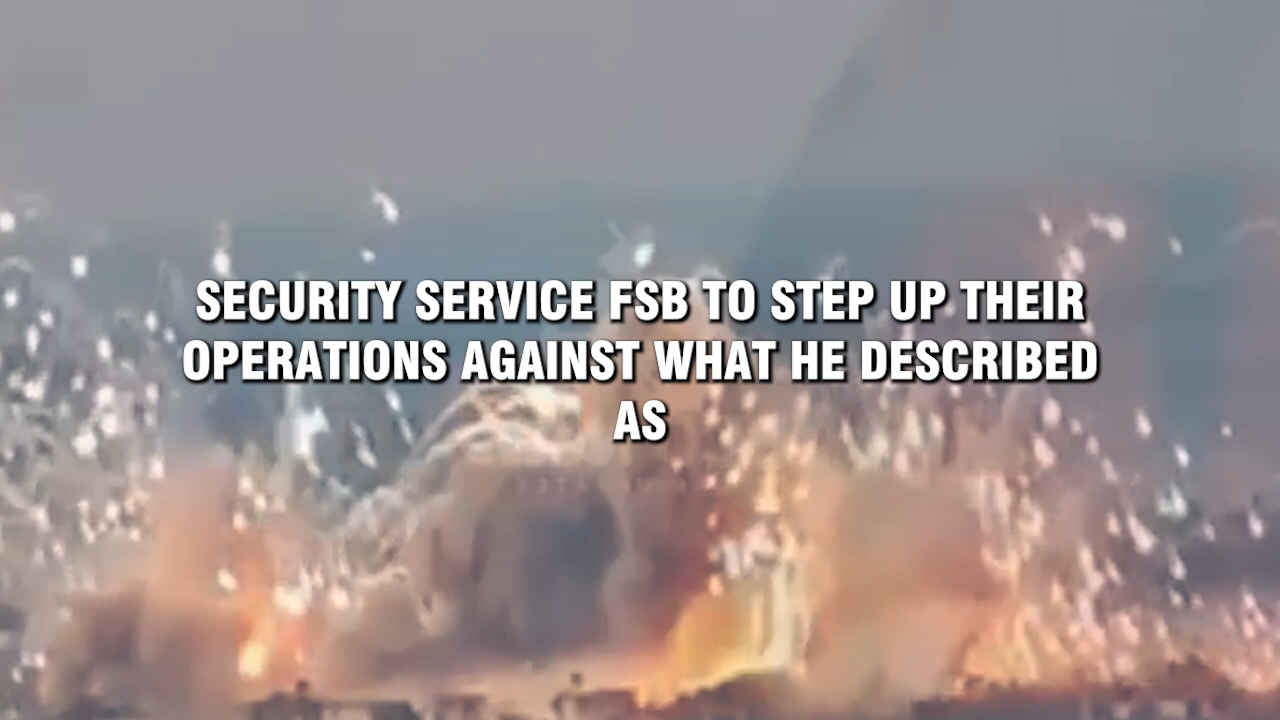 SECURITY SERVICE FSB TO STEP UP THEIR
OPERATIONS AGAINST WHAT HE DESCRIBED
AS